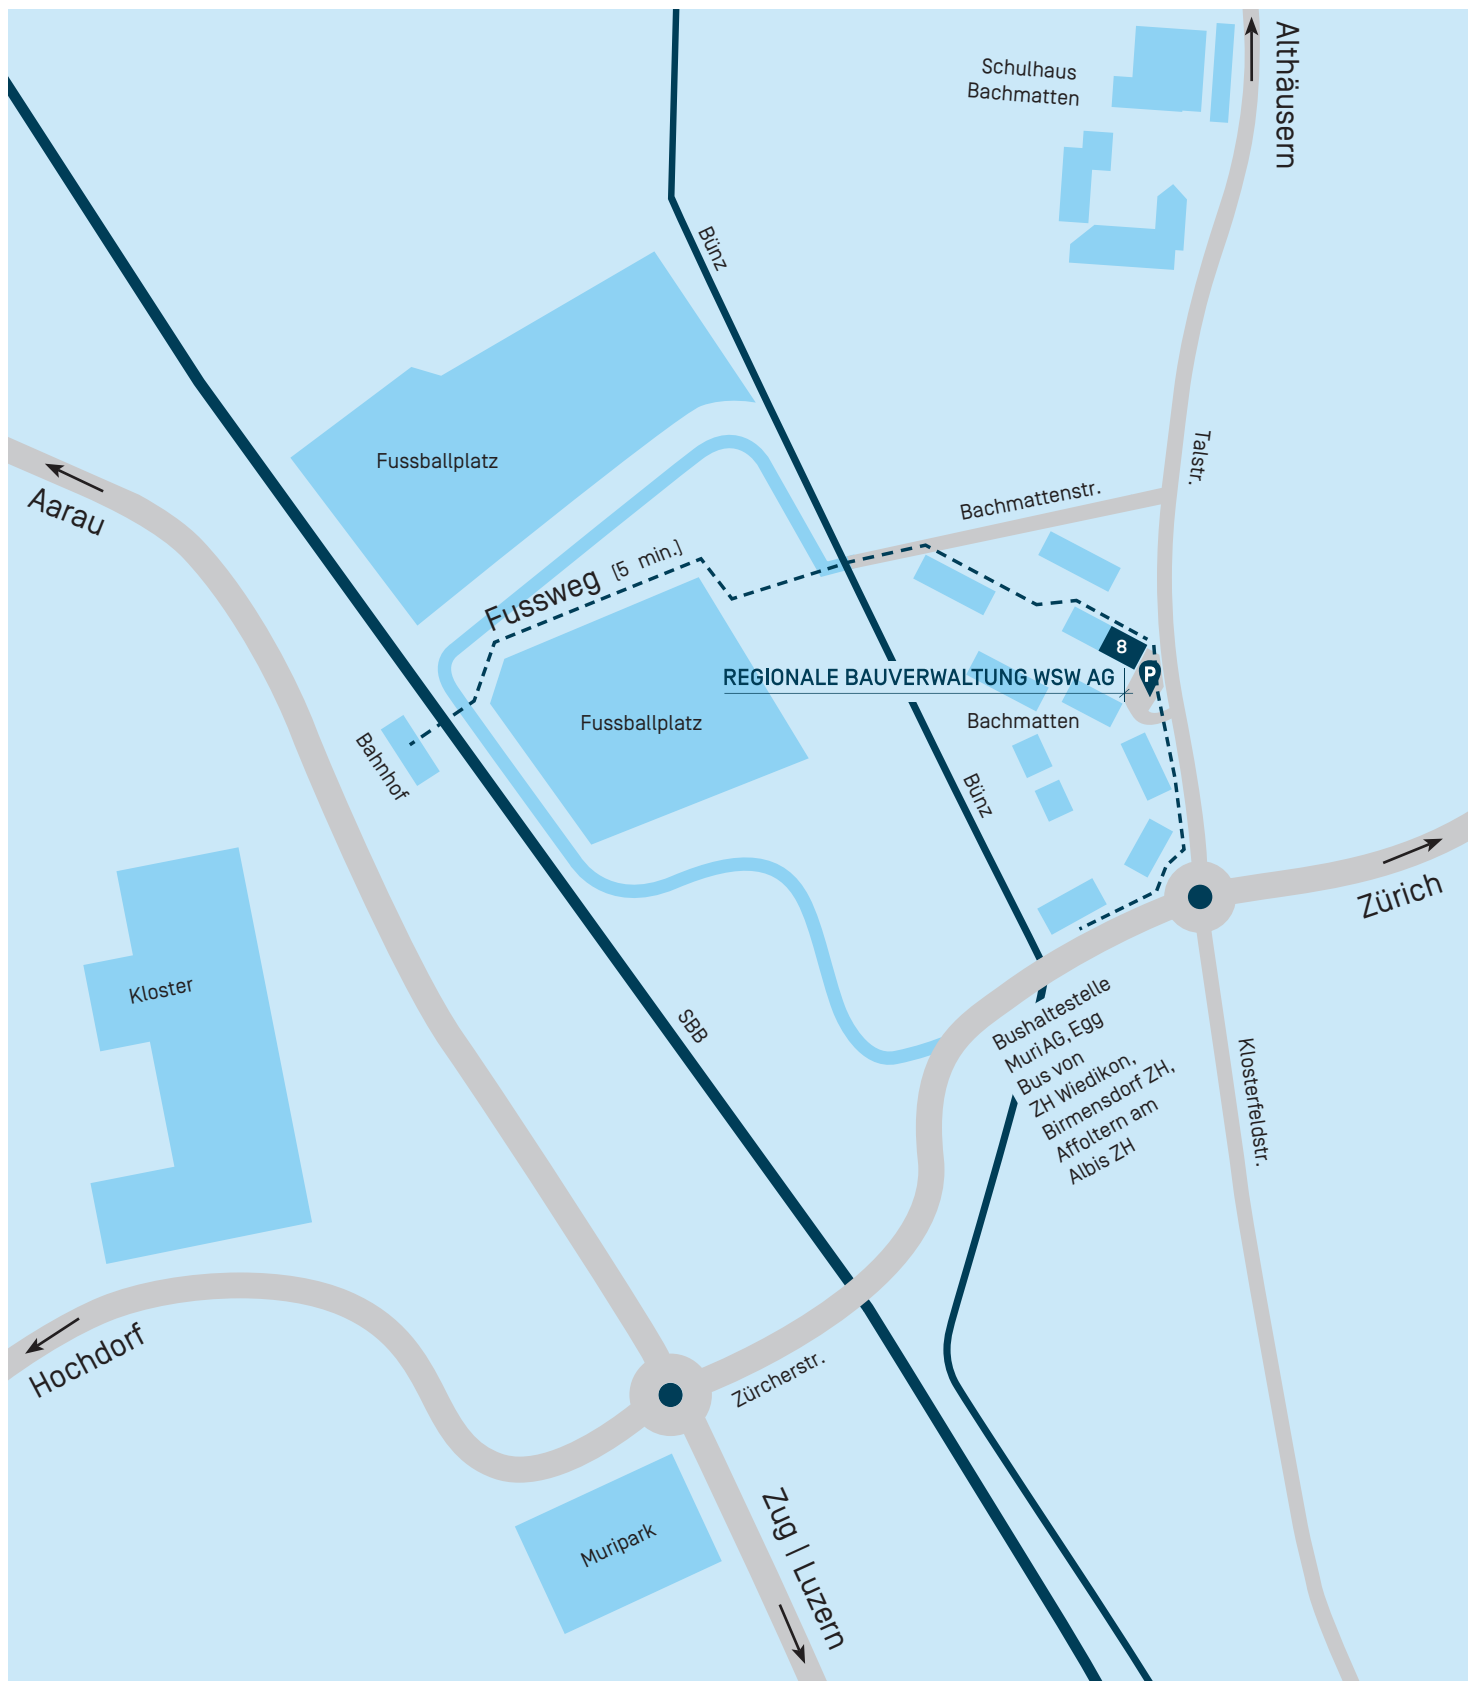 Althäusern
Schulhaus
Bachmatten
Bünz
Talstr.
Fussballplatz
Bachmattenstr.
Aarau
Fussweg (5 min.)
8
P
REGIONALE BAUVERWALTUNG WSW AG
Fussballplatz
Bachmatten
Bahnhof
Bünz
Zürich
Kloster
SBB
Bushaltestelle
Muri AG, Egg
Bus von
ZH Wiedikon,
Birmensdorf ZH,
Affoltern am
Albis ZH
Klosterfeldstr.
Hochdorf
Zürcherstr.
Muripark
Zug | Luzern